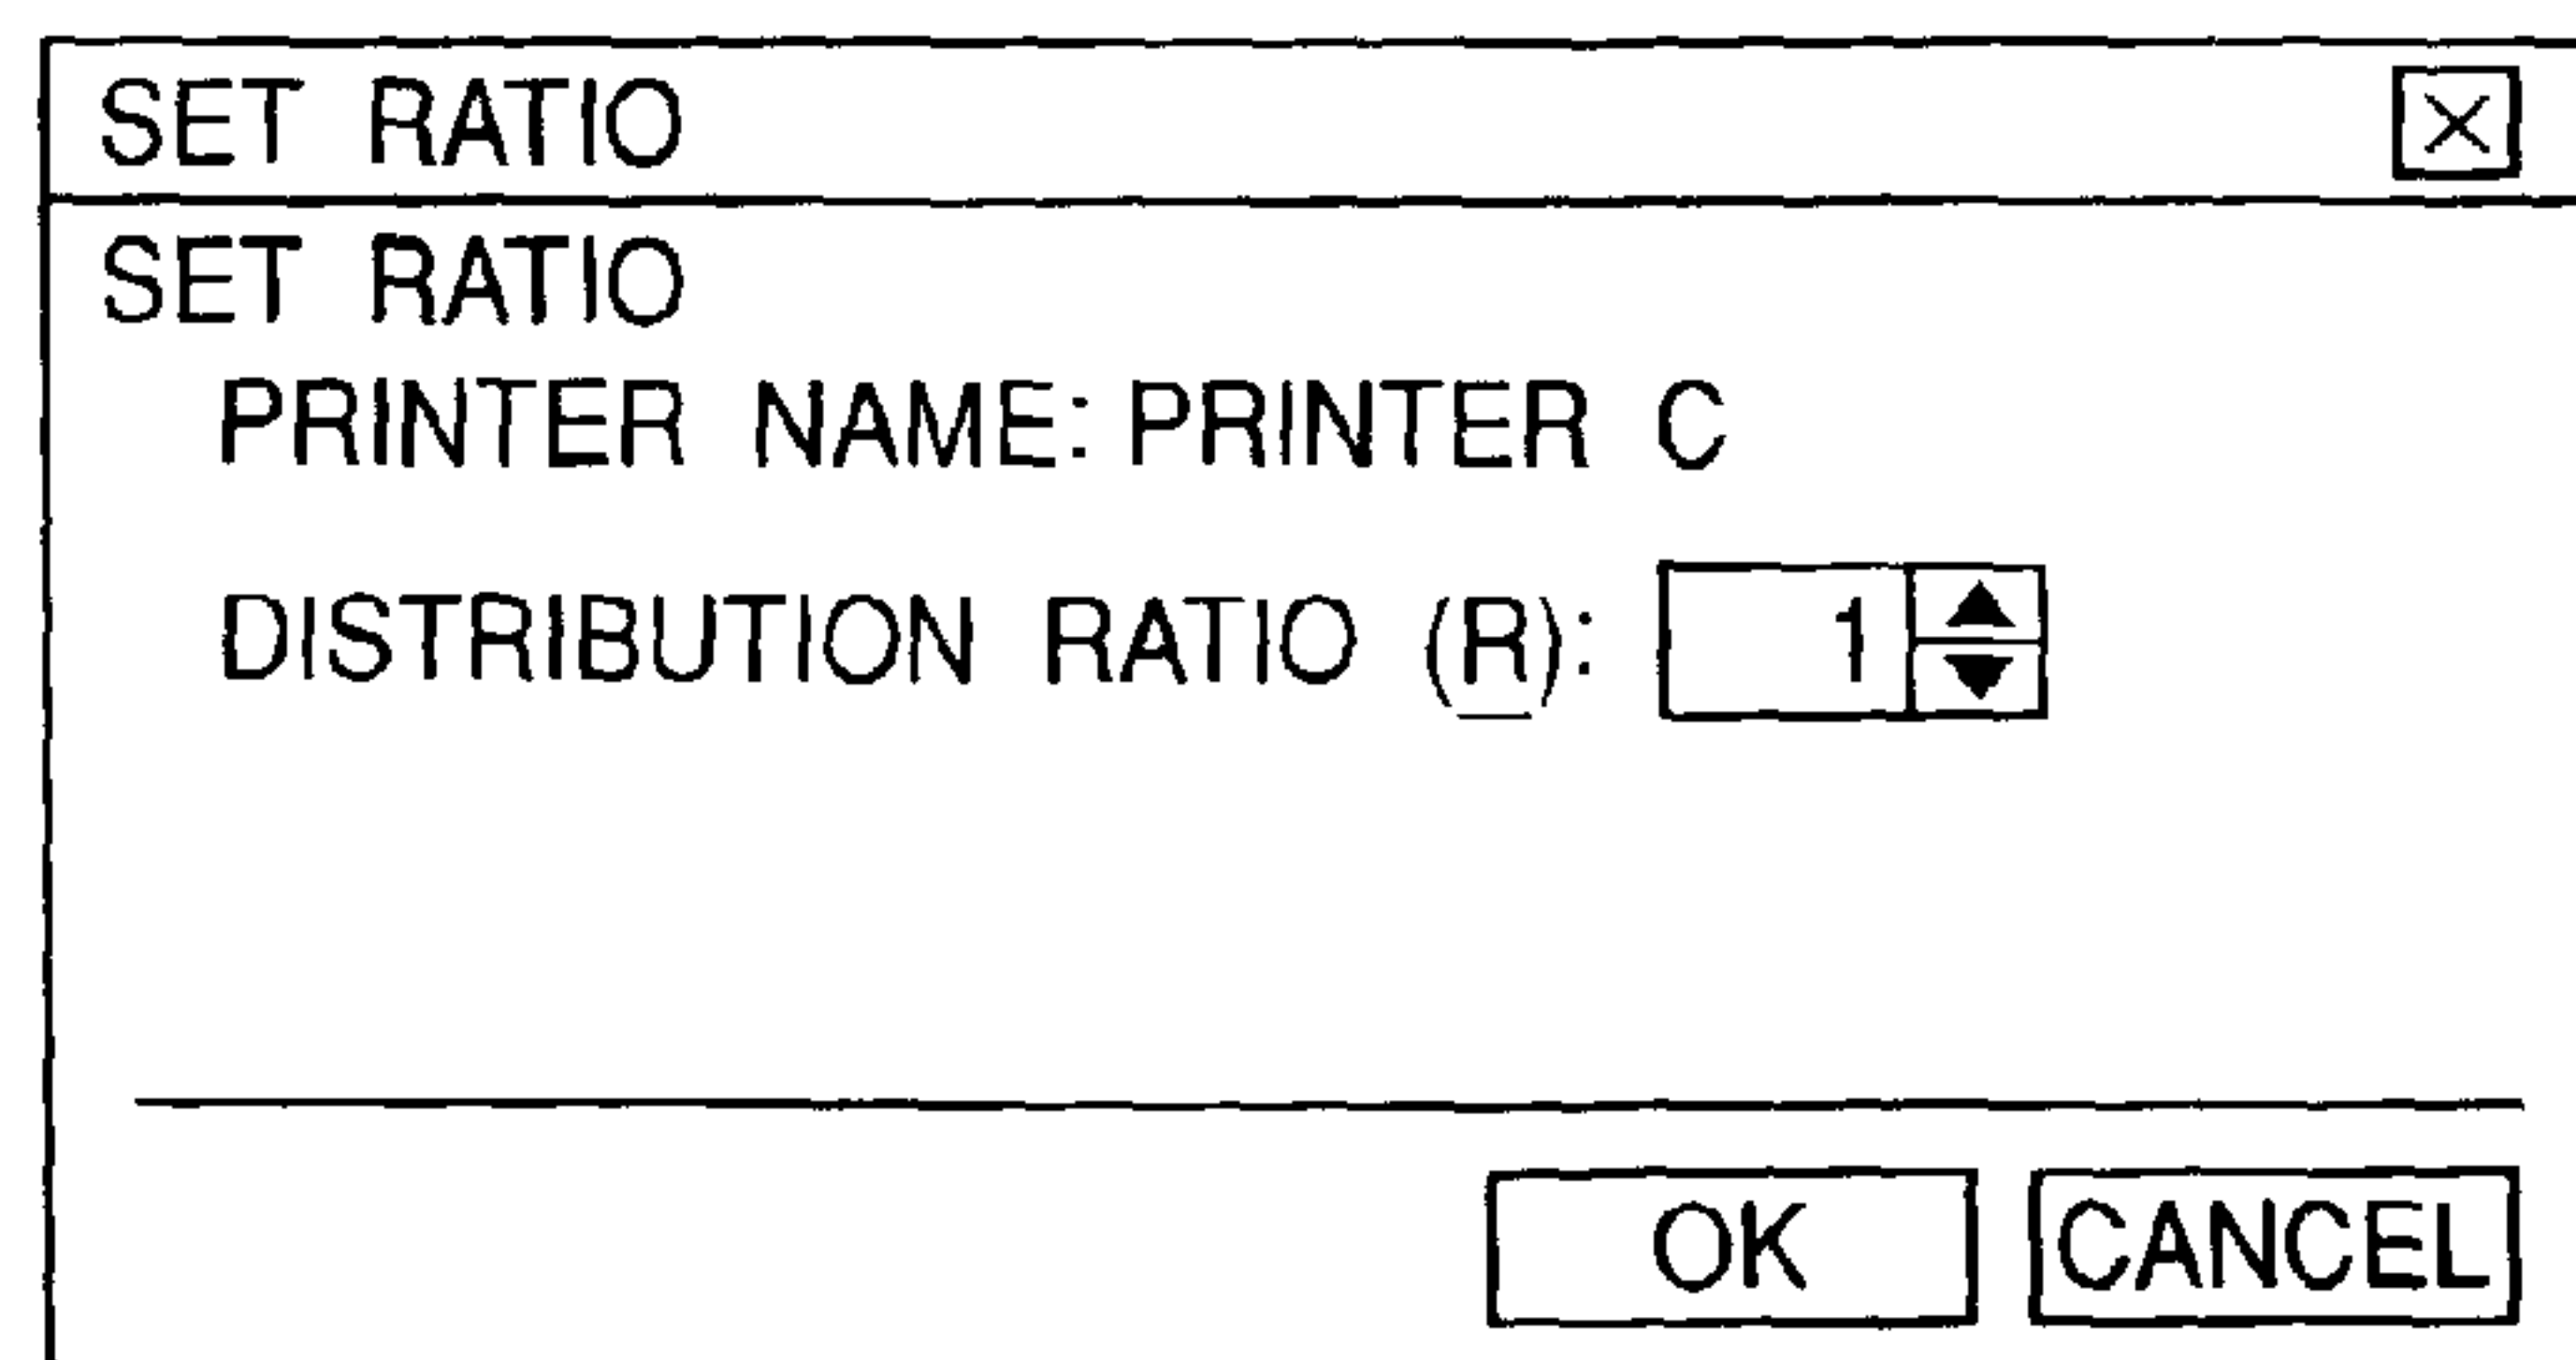 SET RATIO
SET RATIO
PRINTER NAME: PRINTER C
DISTRIBUTION RATIO (R): 1
OK CANCEL